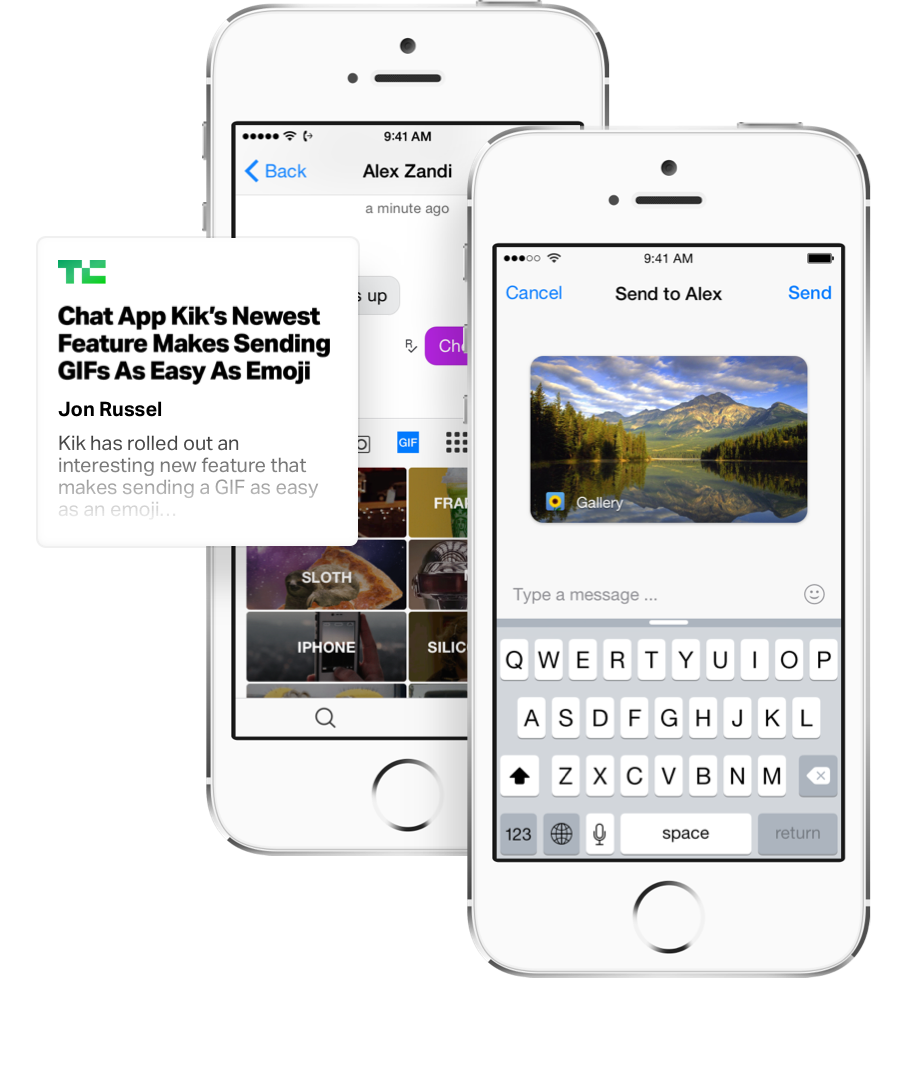 9:41 AM
Back
Alex Zandi
a minute ago
s up
R
GIF
SLOTH
IPHONE
TC
Chat App Kik’s Newest
Feature Makes Sending
GIFs As Easy As Emoji
Jon Russel
Kik has rolled out an
interesting new feature that
makes sending a GIF as easy
as an emoji...
9:41 AM
Cancel
Send to Alex
Send
Gallery
Type a message ...
Q W E R T Y U I O P
A S D F G H J K L
Z X C V B N M
123
space
return